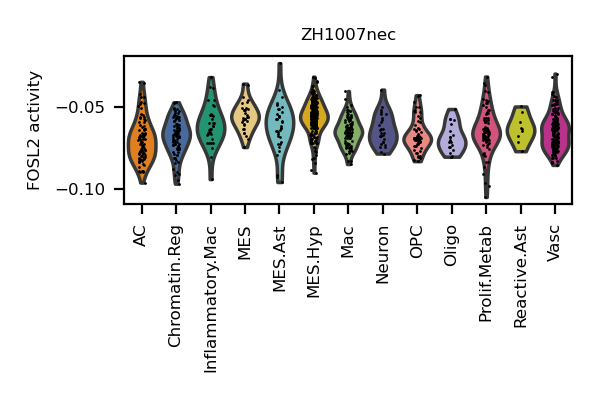 ZH1007nec
FOSL2 activity
−0.05
−0.10
AC
Chromatin.Reg
Inflammatory.Mac
MES
MES.Ast
MES.Hyp
Mac
Neuron
OPC
Oligo
Prolif.Metab
Reactive.Ast
Vasc